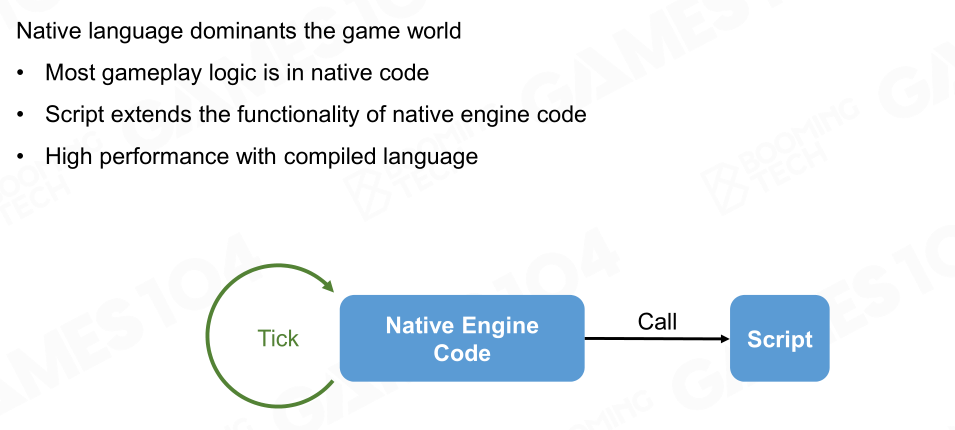 Native language dominants the game world
• Most gameplay logic is in native code
• Script extends the functionality of native engine code
• High performance with compiled language
Tick
Native Engine
Code
Call
Script
GAMES104
BOOMING
TECH